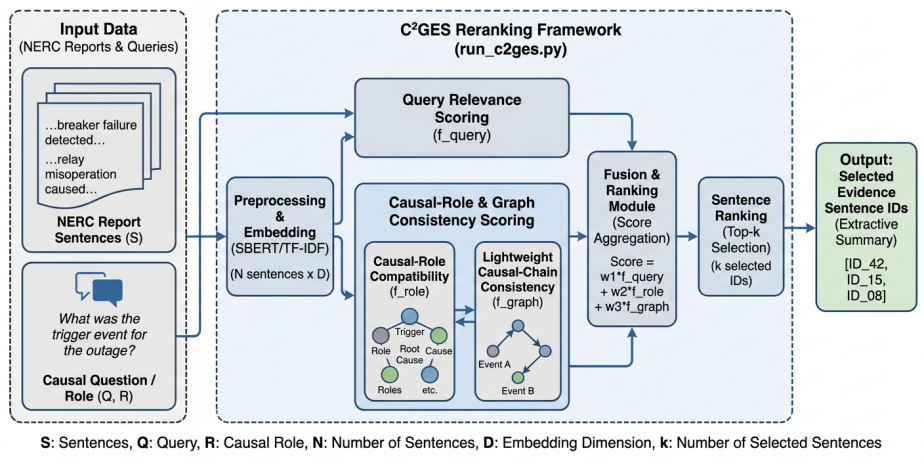 Input Data
(NERC Reports & Queries)
...breaker failure
detected...
...relay
misoperation
caused...
NERC Report
Sentences (S)
What was the
trigger event for
the outage?
Causal Question /
Role (Q, R)
C²GES Reranking Framework
(run_c2ges.py)
Query Relevance
Scoring
(f_query)
Preprocessing
&
Embedding
(SBERT/TF-IDF)
(N sentences x D)
Causal-Role & Graph
Consistency Scoring
Causal-Role
Compatibility
(f_role)
Trigger
Role
Root
Cause
Cause
Roles
etc.
Lightweight
Causal-Chain
Consistency
(f_graph)
Event A
Event B
Fusion &
Ranking
Module
(Score
Aggregation)
Score =
w1*f_query
+ w2*f_role
+ w3*f_graph
Sentence
Ranking
(Top-k
Selection)
(k selected
IDs)
Output:
Selected
Evidence
Sentence IDs
(Extractive
Summary)
[ID_42,
ID_15,
ID_08]
S: Sentences, Q: Query, R: Causal Role, N: Number of Sentences, D: Embedding Dimension, k: Number of Selected Sentences